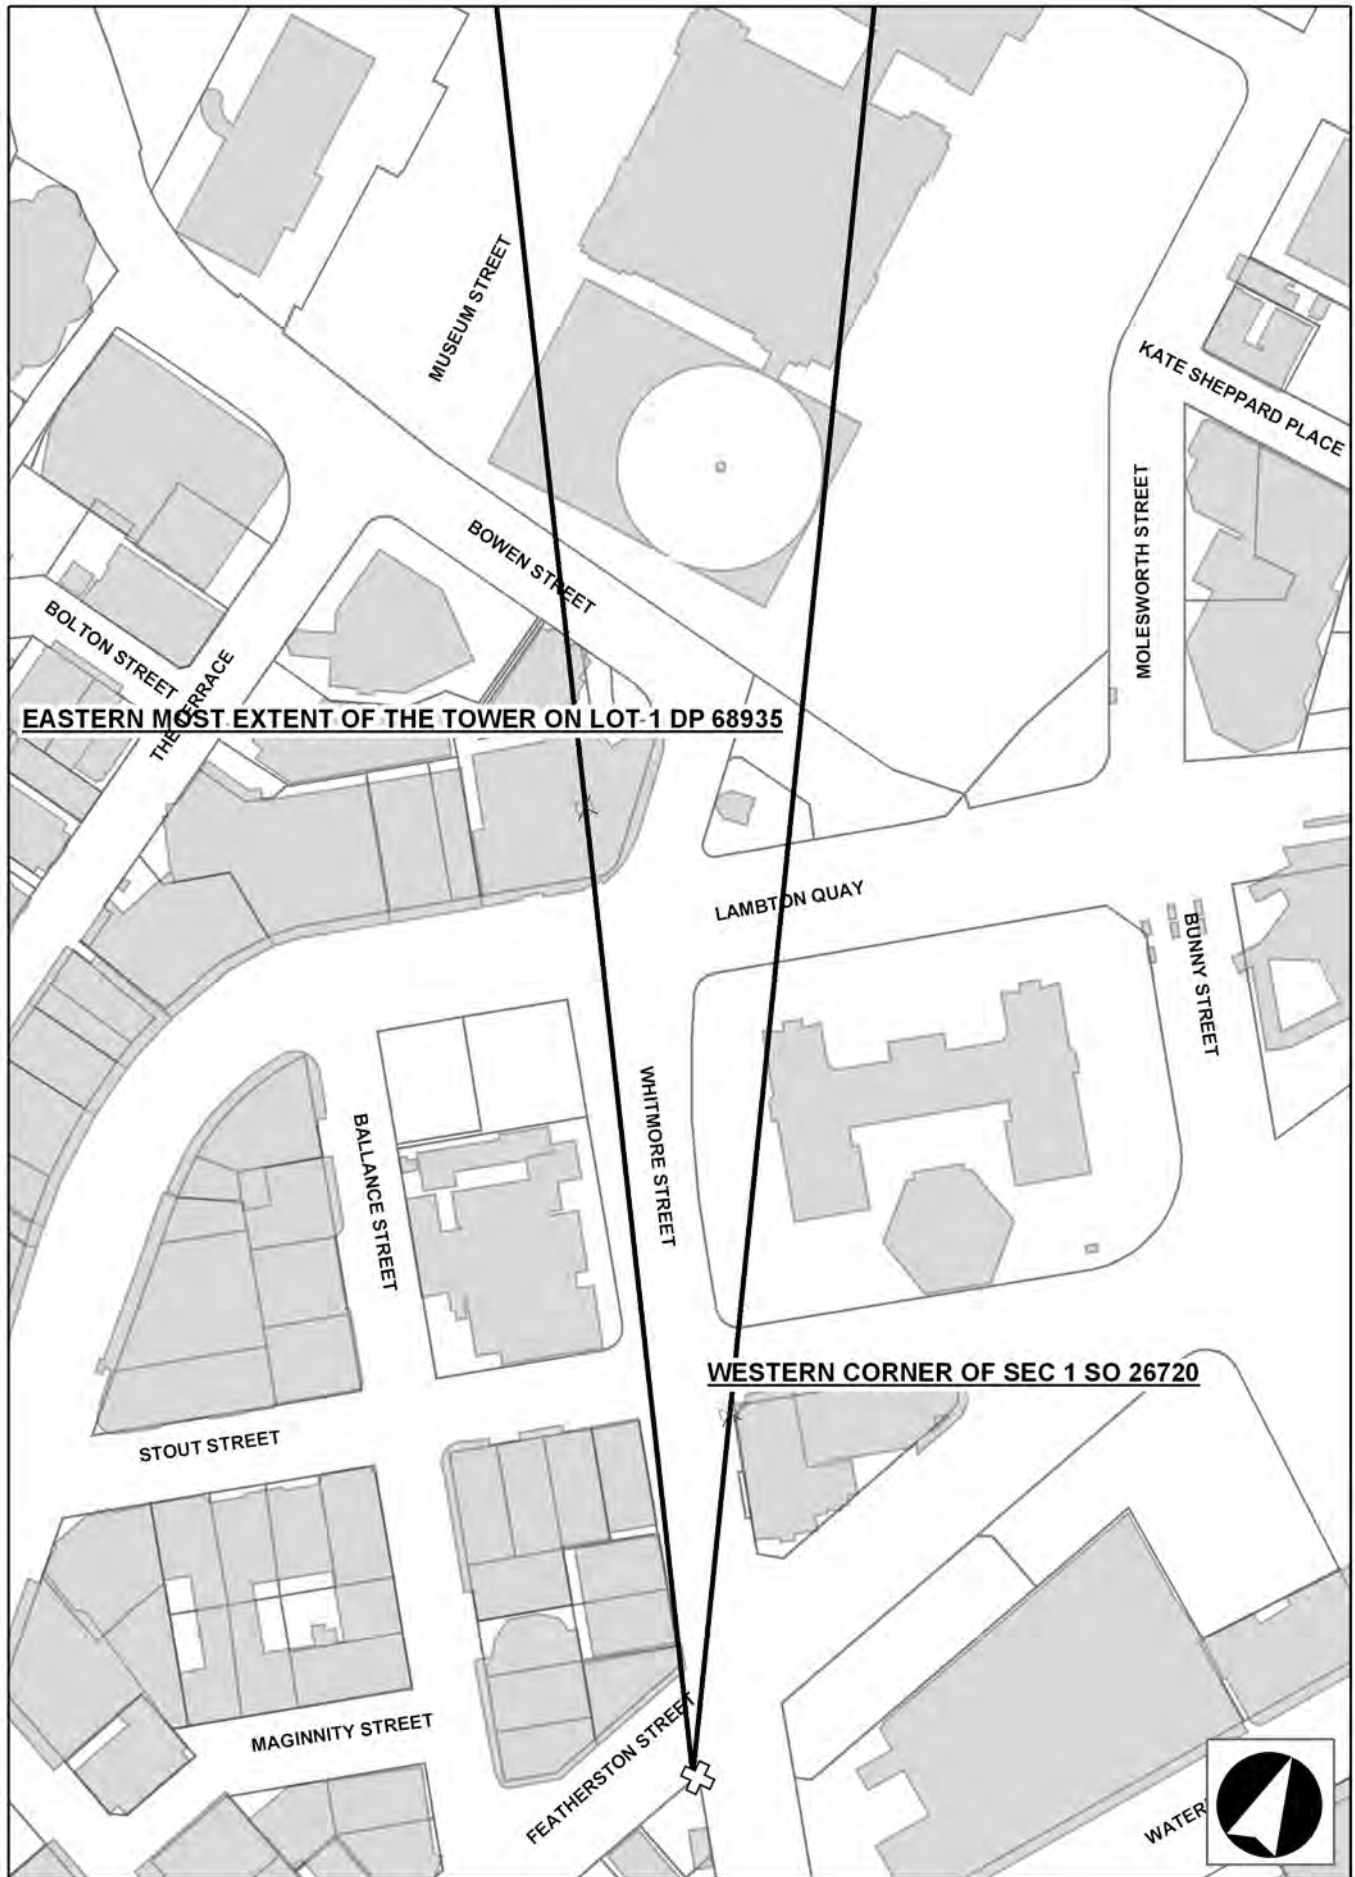 MUSEUM STREET
KATE SHEPPARD PLACE
MOLESWORTH STREET
BOWEN STREET
BOLTON STREET
THE TERRACE
EASTERN MOST EXTENT OF THE TOWER ON LOT 1 DP 68935
LAMBTON QUAY
BUNNY STREET
WHITMORE STREET
BALLANCE STREET
WESTERN CORNER OF SEC 1 SO 26720
STOUT STREET
MAGINNITY STREET
FEATHERSTON STREET